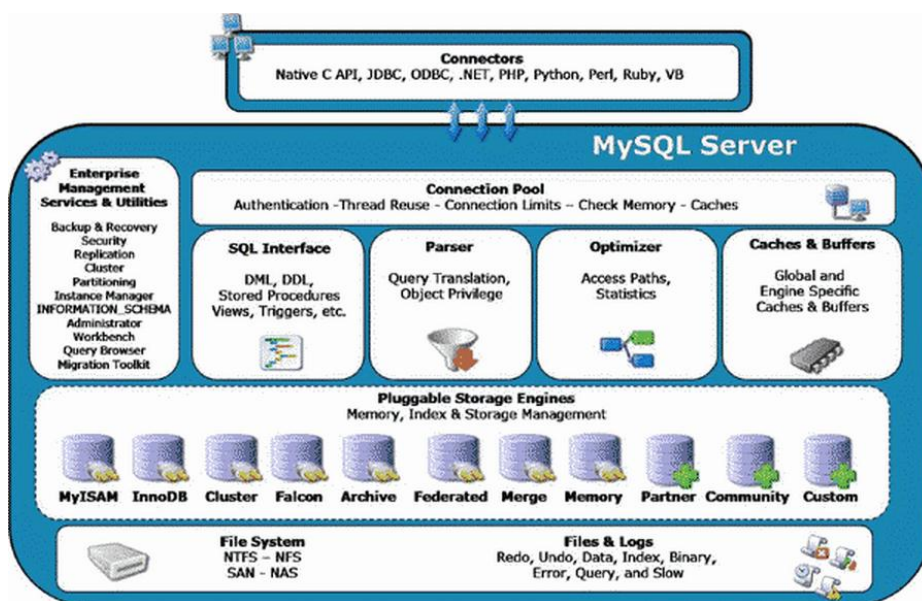 Connectors
Native C API, JDBC, ODBC, .NET, PHP, Python, Perl, Ruby, VB
MySQL Server
Enterprise
Management
Services & Utilities
Backup & Recovery
Security
Replication
Cluster
Partitioning
Instance Manager
INFORMATION_SCHEMA
Administrator
Workbench
Query Browser
Migration Toolkit
Connection Pool
Authentication -Thread Reuse - Connection Limits – Check Memory - Caches
SQL Interface
DML, DDL,
Stored Procedures
Views, Triggers, etc.
Parser
Query Translation,
Object Privilege
Optimizer
Access Paths,
Statistics
Caches & Buffers
Global and
Engine Specific
Caches & Buffers
Pluggable Storage Engines
Memory, Index & Storage Management
MyISAM
InnoDB
Cluster
Falcon
Archive
Federated
Merge
Memory
Partner
Community
Custom
File System
NTFS – NFS
SAN - NAS
Files & Logs
Redo, Undo, Data, Index, Binary,
Error, Query, and Slow